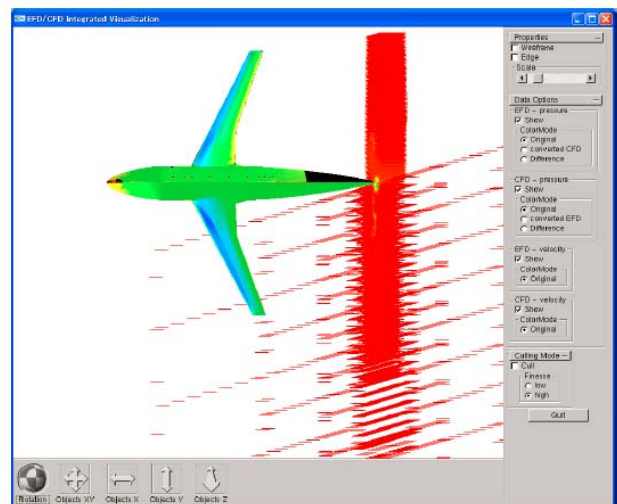 EFD/CFD Integrated Visualization
Properties
Wireframe
Edge
Scale
Data Options
EFD - pressure
Show
ColorMode
Original
converted CFD
Difference
CFD - pressure
Show
ColorMode
Original
converted EFD
Difference
EFD - velocity
Show
ColorMode
Original
CFD - velocity
Show
ColorMode
Original
Culling Mode
Cull
Finesse
low
high
Quit
Rotation
Objects XY
Objects X
Objects Y
Objects Z